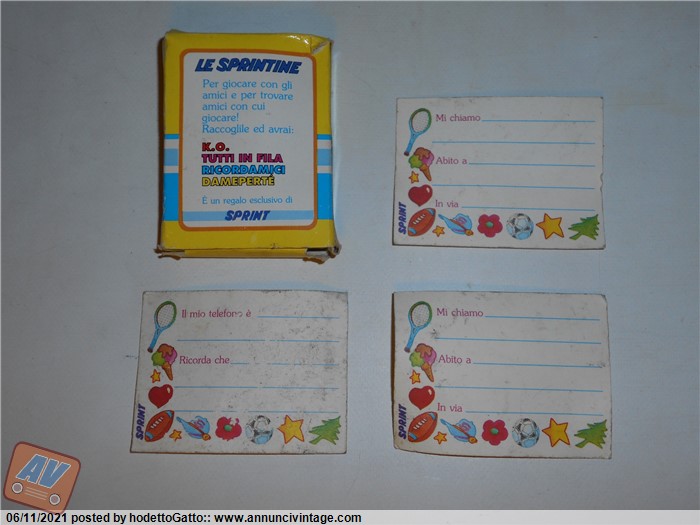 LE SPRINTINE
Per giocare con gli
amici e per trovare
amici con cui
giocare!
Raccoglile ed avrai:
K.O.
TUTTI IN FILA
RICORDAMICI
DAMEPERTÈ
È un regalo esclusivo di
SPRINT
Mi chiamo
Abito a
In via
SPRINT
Il mio telefono è
Ricorda che
SPRINT
Mi chiamo
Abito a
In via
SPRINT
AV
06/11/2021 posted by hodettoGatto:: www.annuncivintage.com